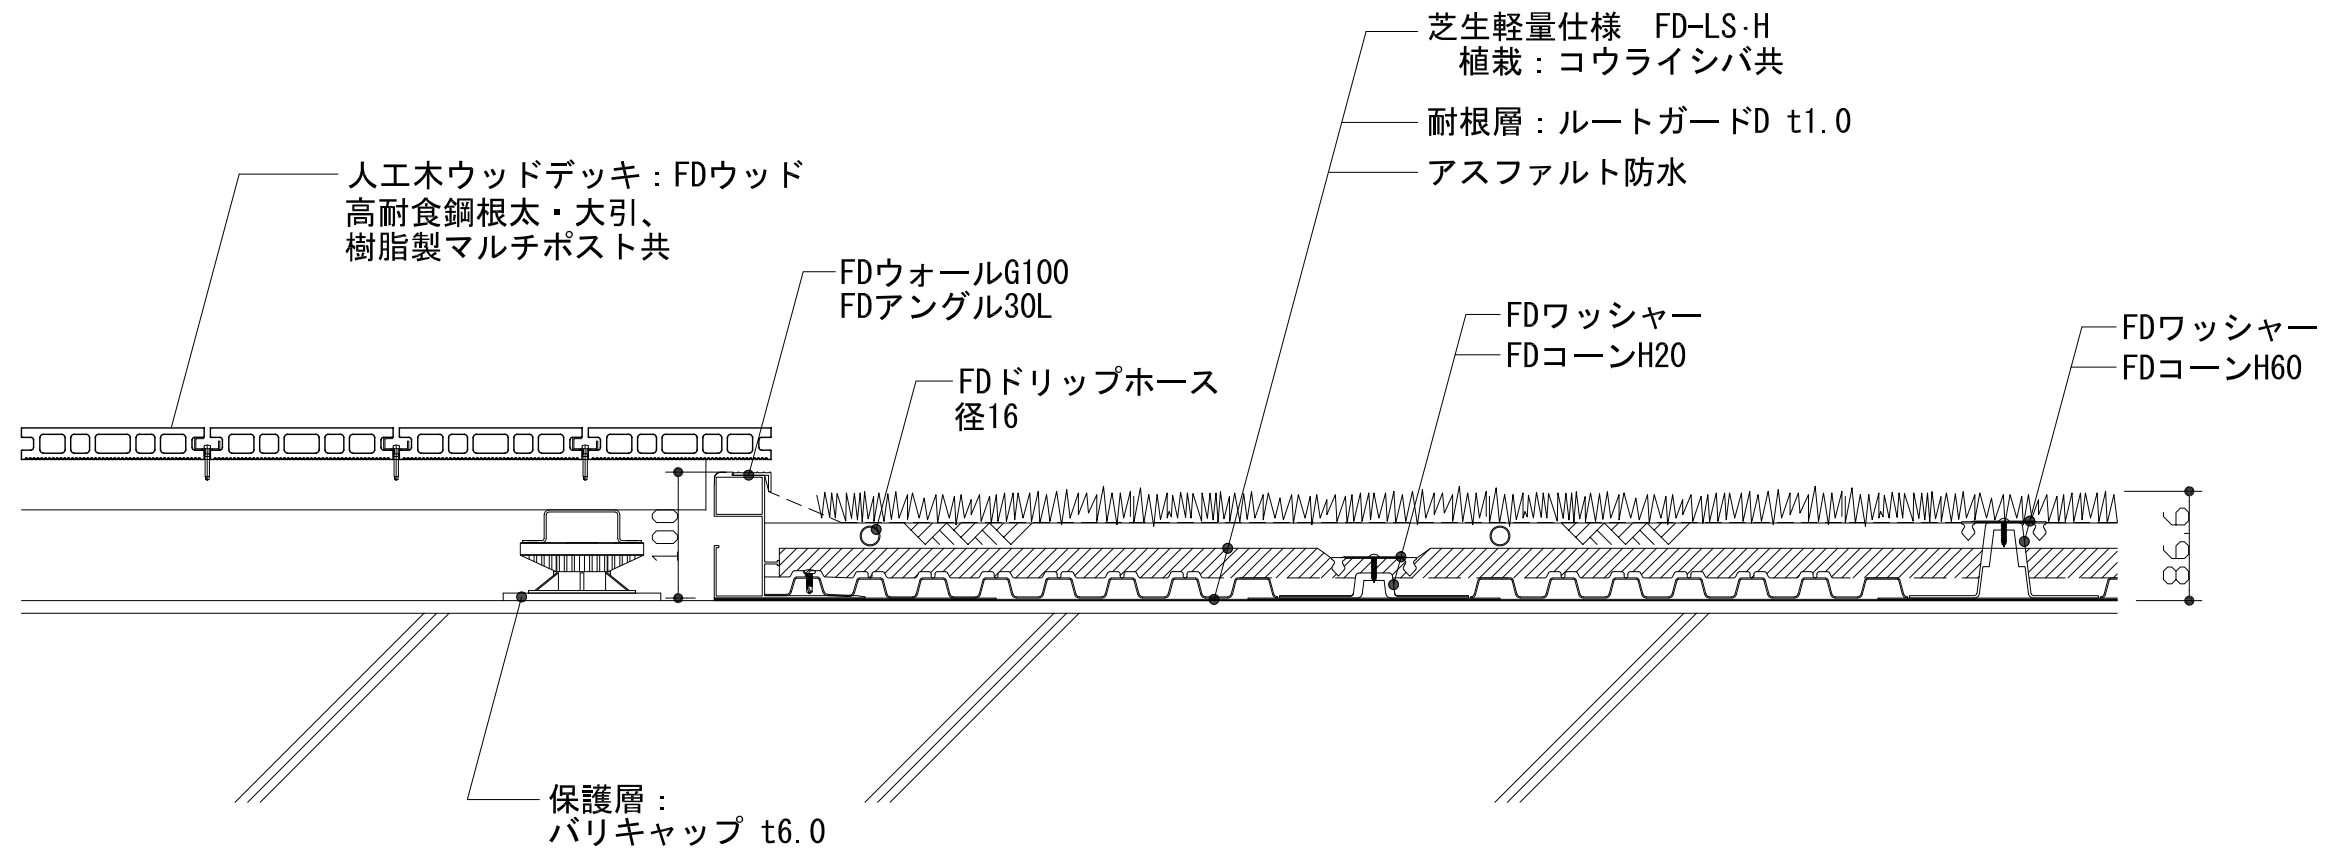 芝生軽量仕様　FD-LS·H
植栽：コウライシバ共
耐根層：ルートガードD t1.0
アスファルト防水
人工木ウッドデッキ：FDウッド
高耐食鋼根太・大引、
樹脂製マルチポスト共
FDウォールG100
FDアングル30L
FDドリップホース
径16
FDワッシャー
FDコーンH20
FDワッシャー
FDコーンH60
100
86.6
保護層：
バリキャップ t6.0